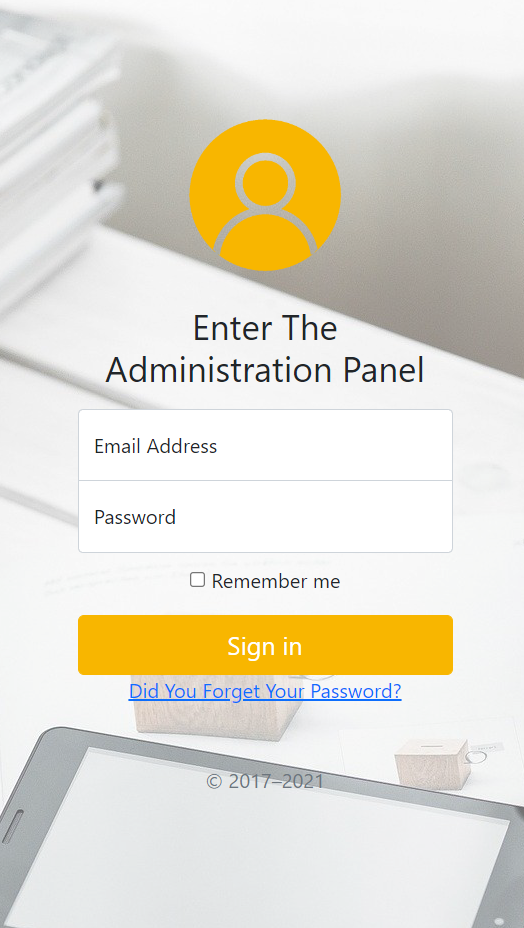 Enter The
Administration Panel
Email Address
Password
Remember me
Sign in
Did You Forget Your Password?
© 2017–2021